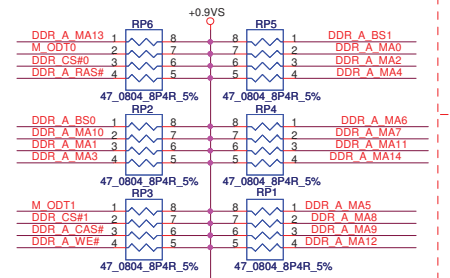 +0.9VS
RP6 RP5
DDR_A_MA13 1 8 8 1 DDR_A_BS1
M_ODT0 2 7 7 2 DDR_A_MA0
DDR_CS#0 3 6 6 3 DDR_A_MA2
DDR_A_RAS# 4 5 5 4 DDR_A_MA4
47_0804_8P4R_5% 47_0804_8P4R_5%
RP2 RP4
DDR_A_BS0 1 8 8 1 DDR_A_MA6
DDR_A_MA10 2 7 7 2 DDR_A_MA7
DDR_A_MA1 3 6 6 3 DDR_A_MA11
DDR_A_MA3 4 5 5 4 DDR_A_MA14
47_0804_8P4R_5% 47_0804_8P4R_5%
RP3 RP1
M_ODT1 1 8 8 1 DDR_A_MA5
DDR_CS#1 2 7 7 2 DDR_A_MA8
DDR_A_CAS# 3 6 6 3 DDR_A_MA9
DDR_A_WE# 4 5 5 4 DDR_A_MA12
47_0804_8P4R_5% 47_0804_8P4R_5%